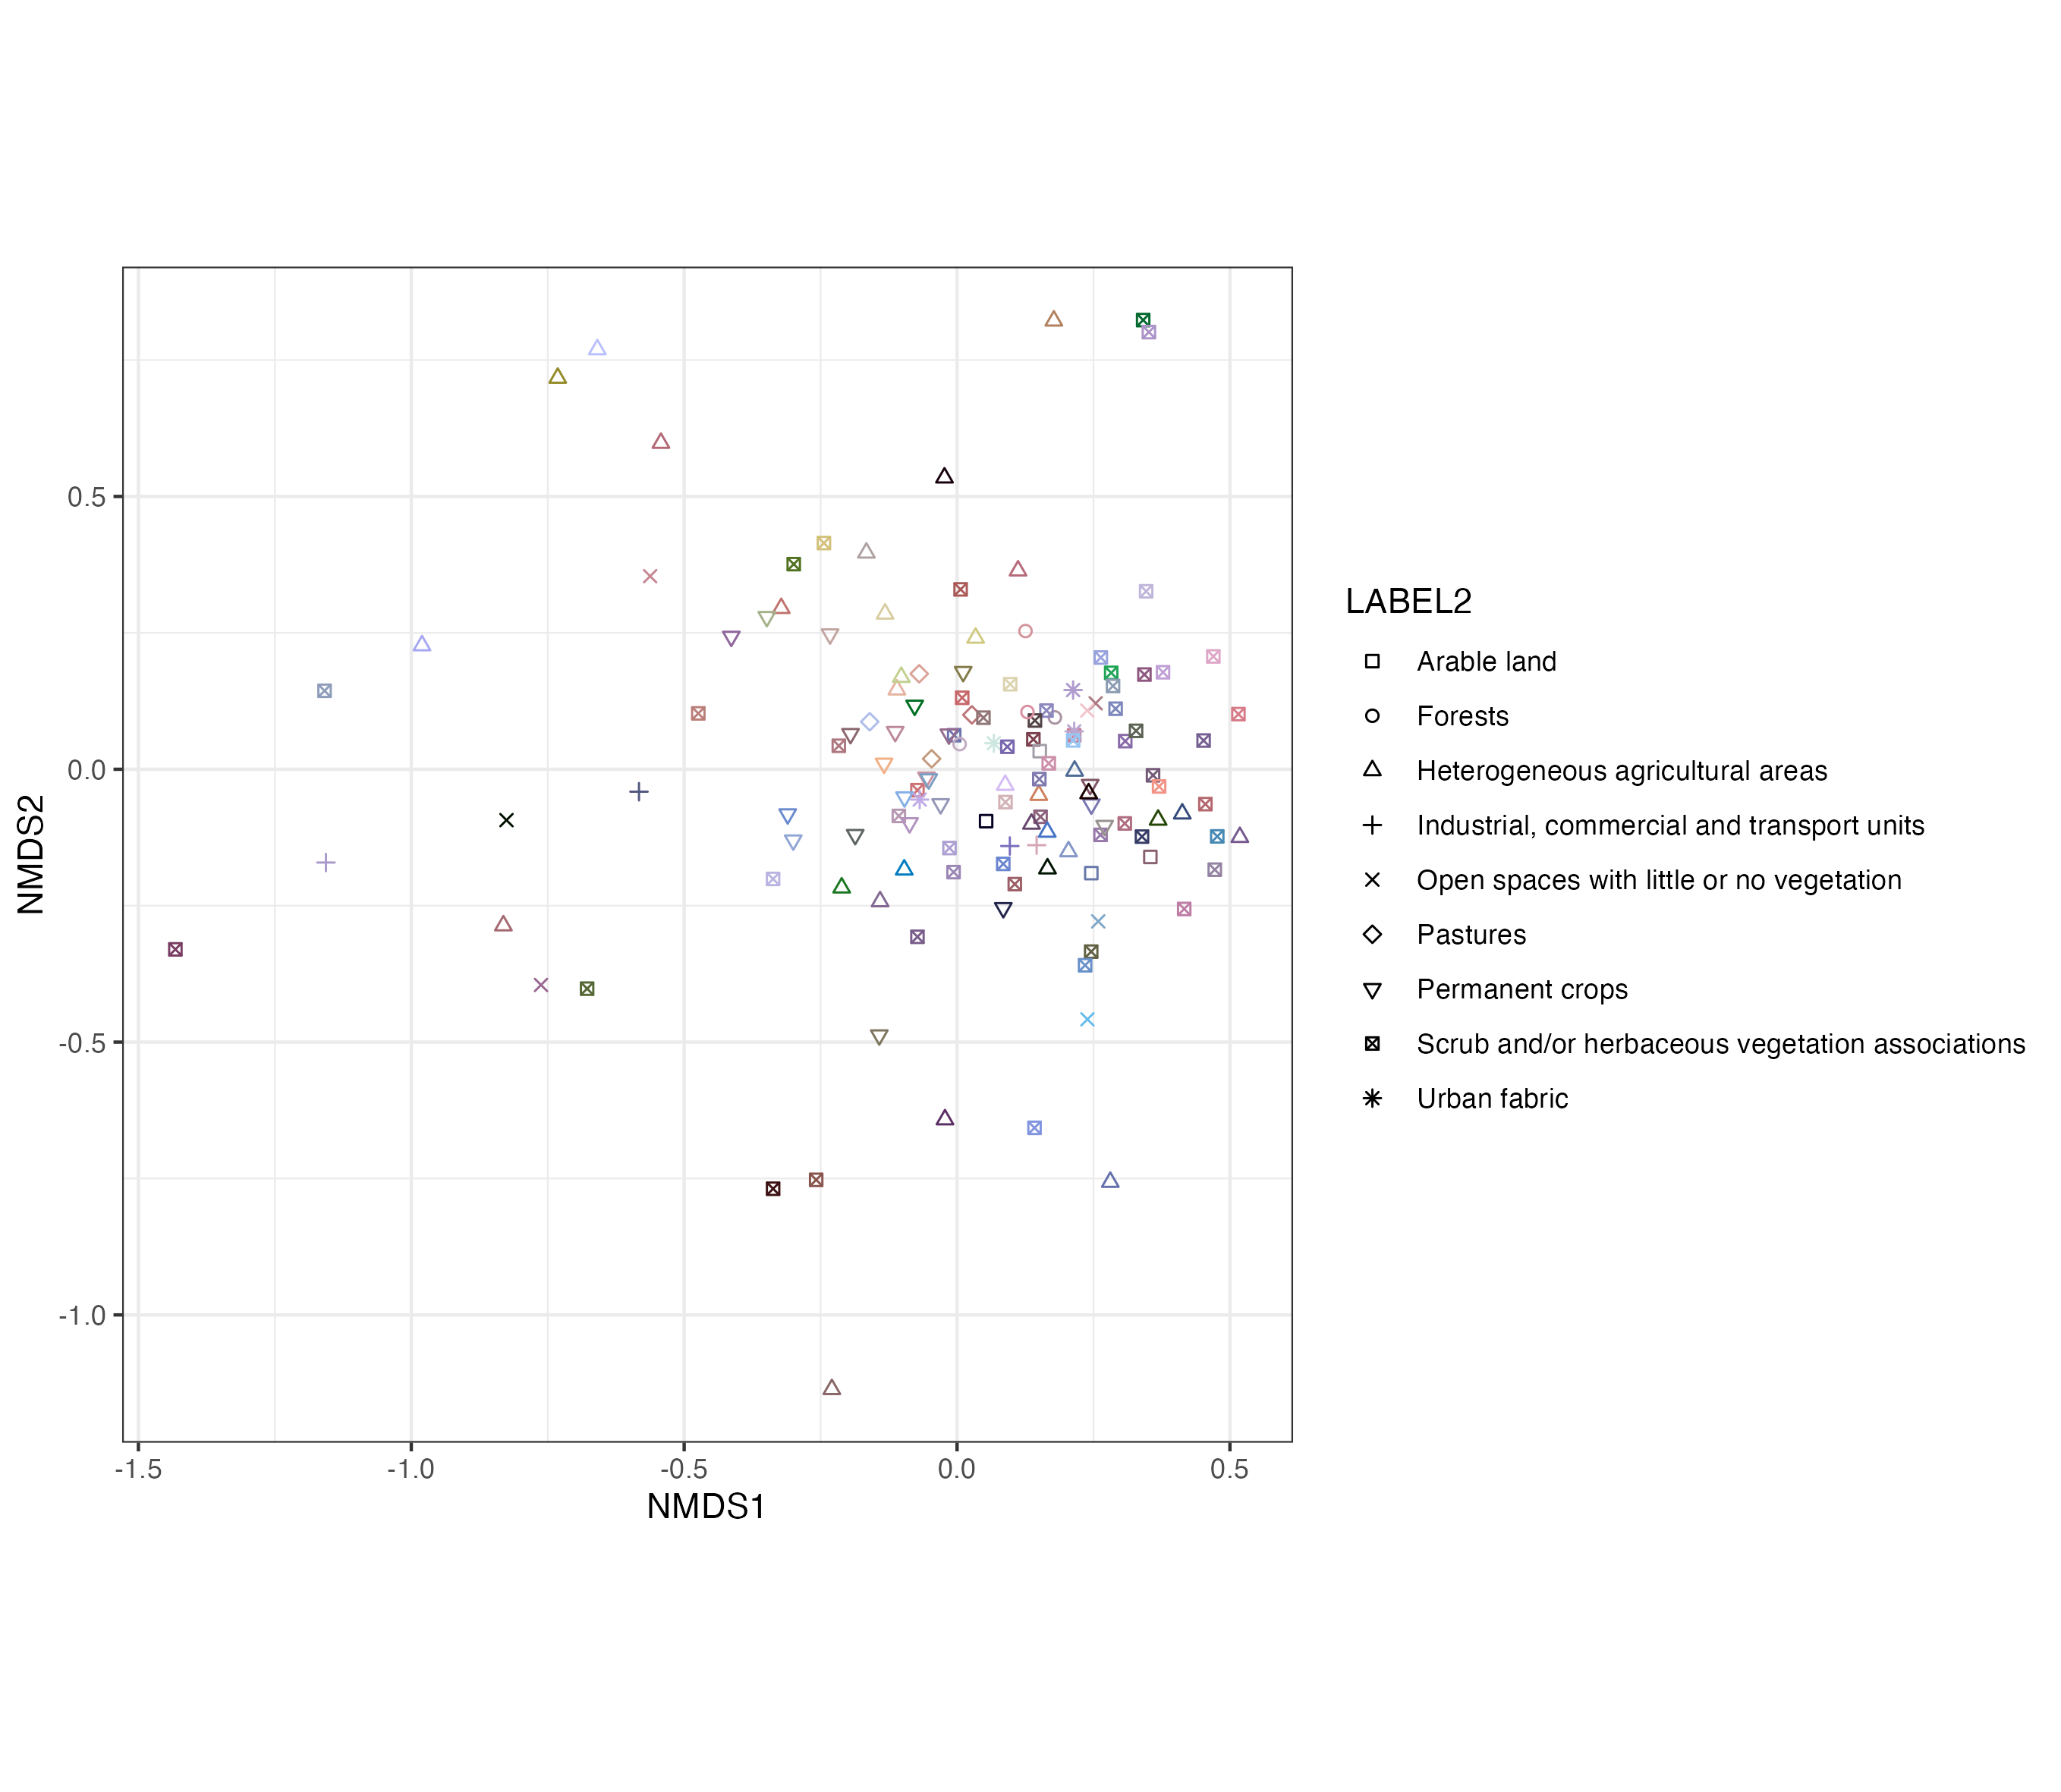 0.5
0.0
-0.5
-1.0
NMDS2
-1.5
-1.0
-0.5
0.0
0.5
NMDS1
LABEL2
Arable land
Forests
Heterogeneous agricultural areas
Industrial, commercial and transport units
Open spaces with little or no vegetation
Pastures
Permanent crops
Scrub and/or herbaceous vegetation associations
Urban fabric